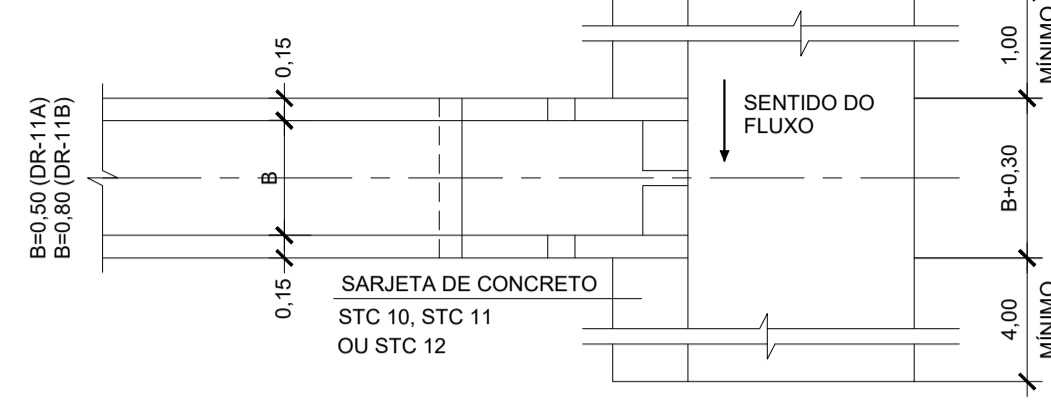 B=0,50 (DR-11A)
B=0,80 (DR-11B)
0,15
B
0,15
SARJETA DE CONCRETO
STC 10, STC 11
OU STC 12
SENTIDO DO
FLUXO
1,00
MÍNIMO
B+0,30
4,00
MÍNIMO